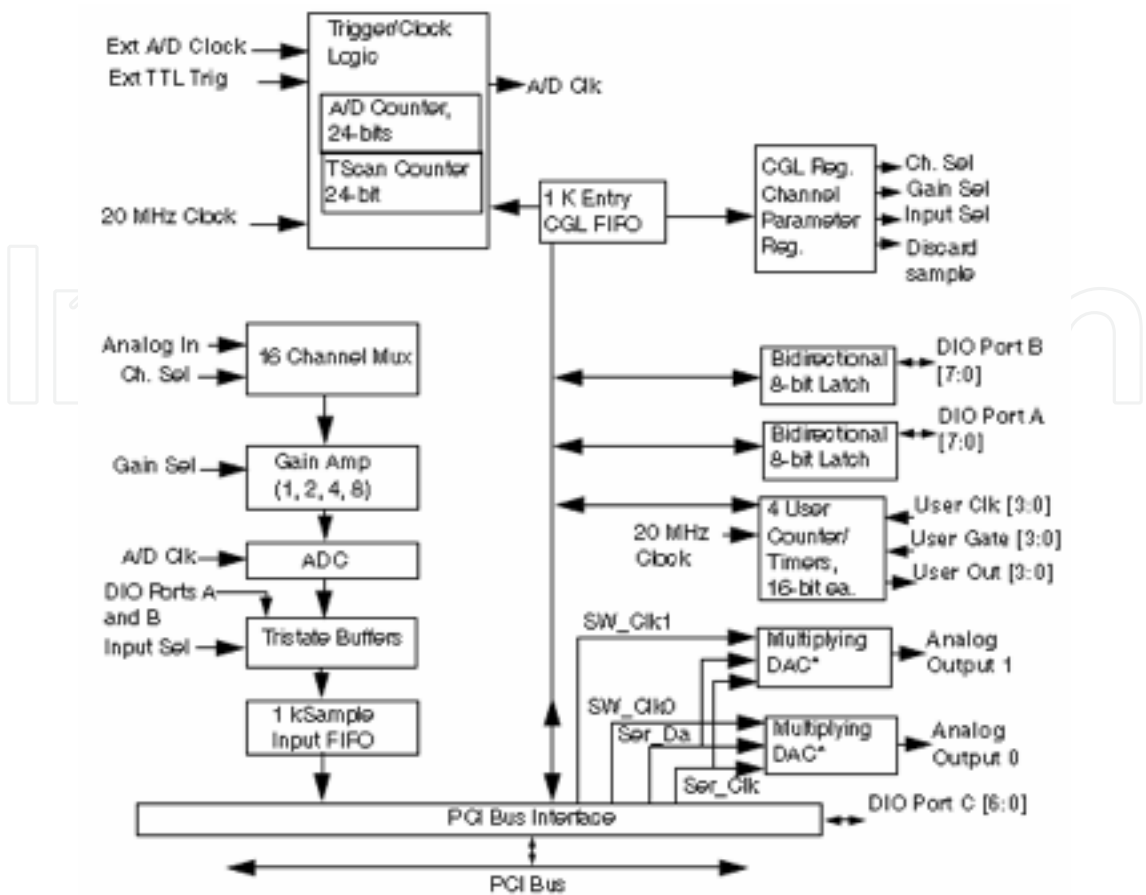 Trigger/Clock
Logic
Ext A/D Clock
Ext TTL Trig
A/D Clk
A/D Counter,
24-bits
TScan Counter
24-bit
20 MHz Clock
1 K Entry
CGL FIFO
CGL Reg.
Channel
Parameter
Reg.
Ch. Sel
Gain Sel
Input Sel
Discard
sample
Analog In
Ch. Sel
16 Channel Mux
Bidirectional
8-bit Latch
DIO Port B
[7:0]
Bidirectional
8-bit Latch
DIO Port A
[7:0]
Gain Sel
Gain Amp
(1, 2, 4, 8)
20 MHz
Clock
4 User
Counter/
Timers,
16-bit ea.
User Clk [3:0]
User Gate [3:0]
User Out [3:0]
A/D Clk
ADC
DIO Ports A
and B
Input Sel
Tristate Buffers
SW_Clk1
Multiplying
DAC*
Analog
Output 1
1 kSample
Input FIFO
SW_Clk0
Ser_Da
Multiplying
DAC*
Analog
Output 0
Ser_Clk
PCI Bus Interface
DIO Port C [6:0]
PCI Bus